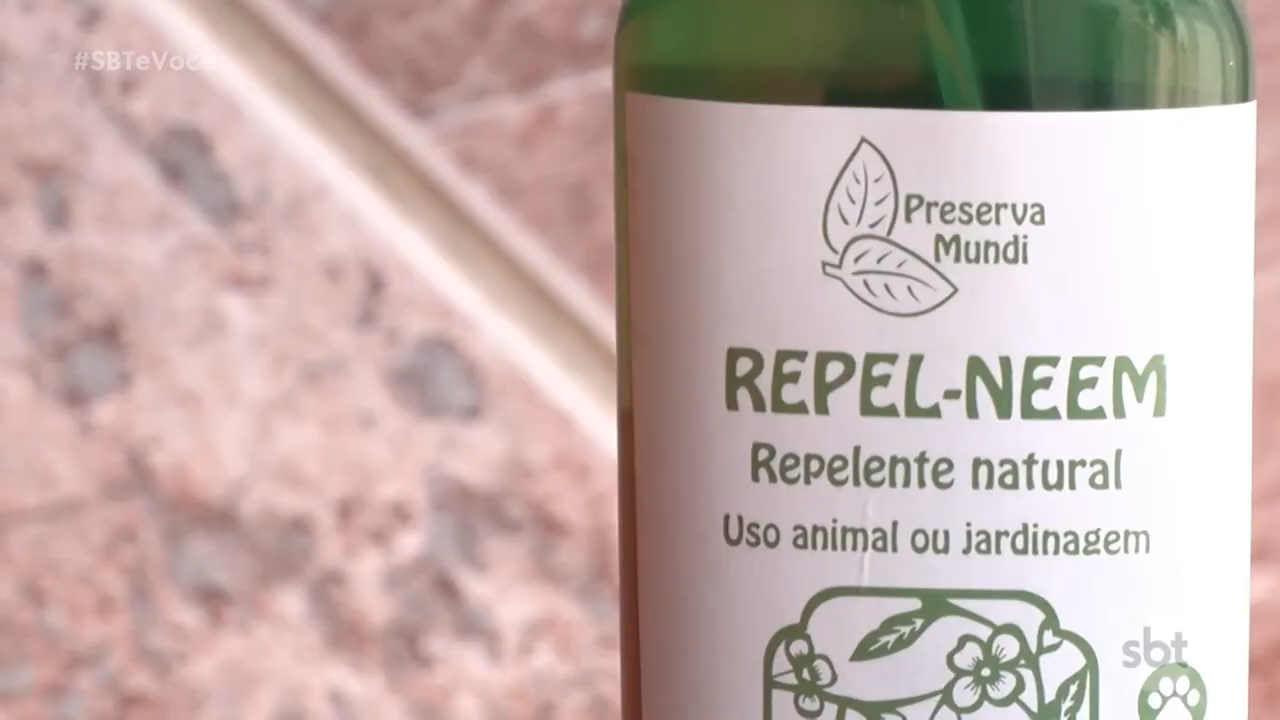 #SBTeVocê
Preserva
Mundi
REPEL-NEEM
Repelente natural
Uso animal ou jardinagem
sbt